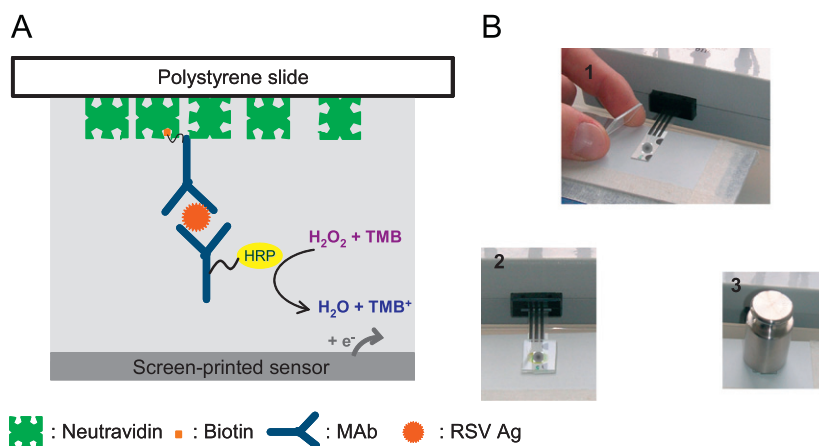 A
B
Polystyrene slide
1
HRP
H₂O₂ + TMB
H₂O + TMB⁺
+ e⁻
Screen-printed sensor
2
3
: Neutravidin
: Biotin
: MAb
: RSV Ag